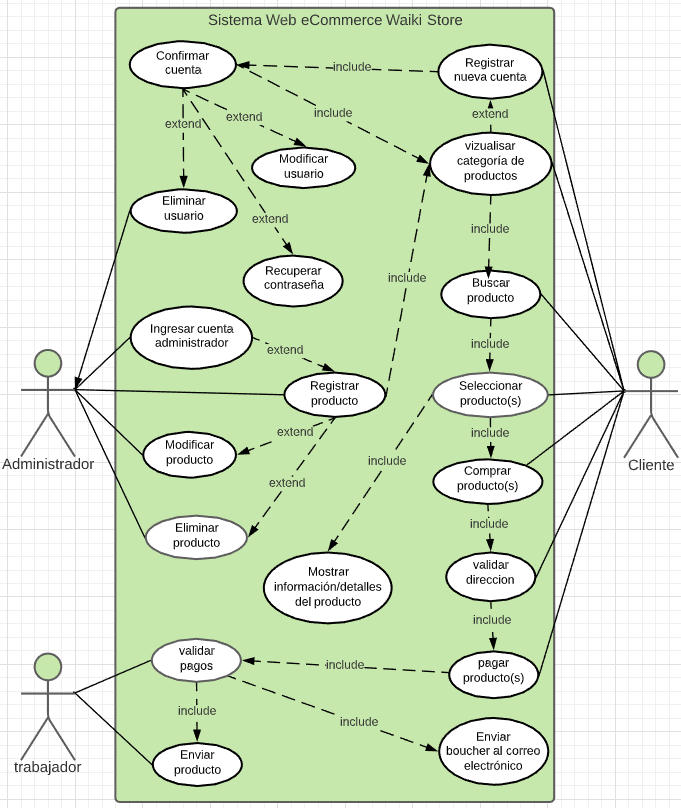 Sistema Web eCommerce Waiki Store
Confirmar
cuenta
include
Registrar
nueva cuenta
extend
extend
include
extend
Modificar
usuario
vizualisar
categoría de
productos
Eliminar
usuario
extend
include
Recuperar
contraseña
include
Buscar
producto
Ingresar cuenta
administrador
extend
include
Registrar
producto
Seleccionar
producto(s)
Administrador
Cliente
extend
include
Modificar
producto
include
extend
Comprar
producto(s)
Eliminar
producto
include
Mostrar
información/detalles
del producto
validar
direccion
include
validar
pagos
include
pagar
producto(s)
trabajador
include
include
Enviar
producto
Enviar
boucher al correo
electrónico